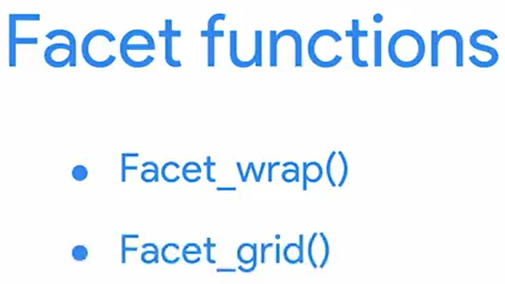 Facet functions
• Facet_wrap()
• Facet_grid()